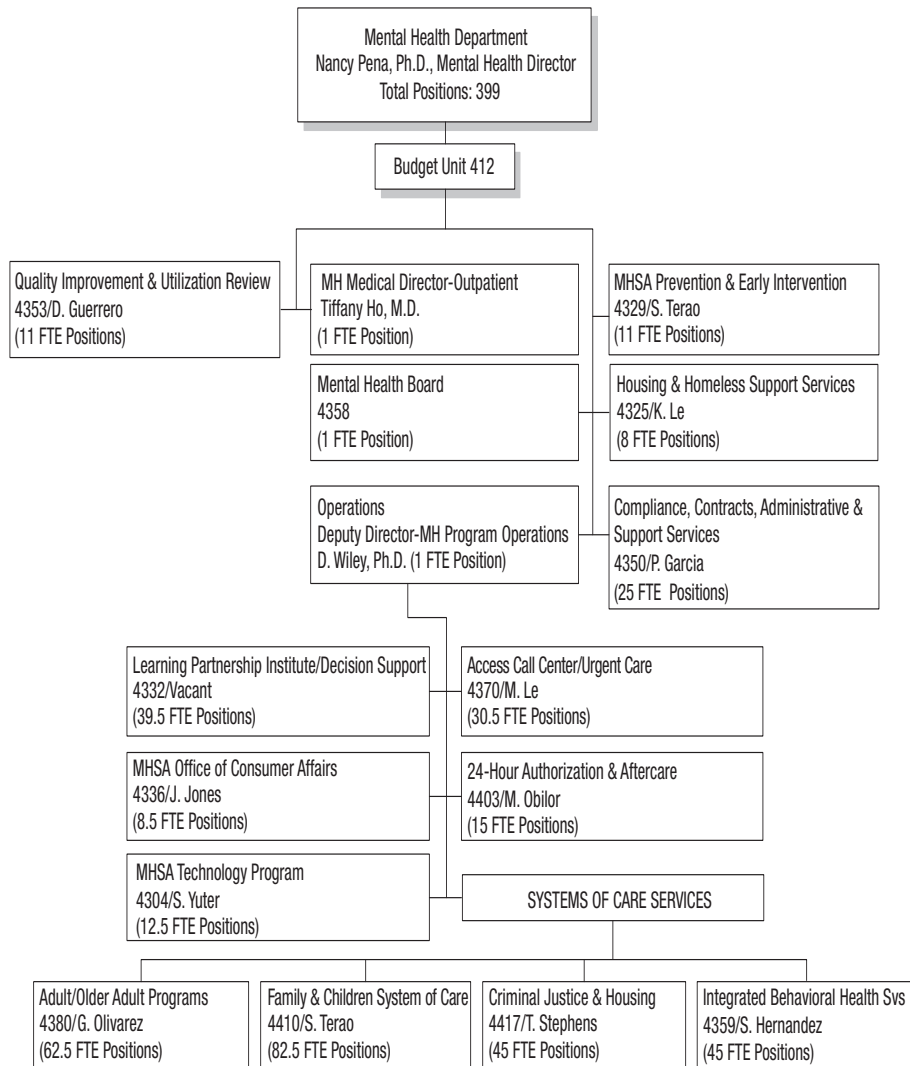 Mental Health Department
Nancy Pena, Ph.D., Mental Health Director
Total Positions: 399
Budget Unit 412
Quality Improvement & Utilization Review
4353/D. Guerrero
(11 FTE Positions)
MH Medical Director-Outpatient
Tiffany Ho, M.D.
(1 FTE Position)
MHSA Prevention & Early Intervention
4329/S. Terao
(11 FTE Positions)
Mental Health Board
4358
(1 FTE Position)
Housing & Homeless Support Services
4325/K. Le
(8 FTE Positions)
Operations
Deputy Director-MH Program Operations
D. Wiley, Ph.D. (1 FTE Position)
Compliance, Contracts, Administrative &
Support Services
4350/P. Garcia
(25 FTE Positions)
Learning Partnership Institute/Decision Support
4332/Vacant
(39.5 FTE Positions)
Access Call Center/Urgent Care
4370/M. Le
(30.5 FTE Positions)
MHSA Office of Consumer Affairs
4336/J. Jones
(8.5 FTE Positions)
24-Hour Authorization & Aftercare
4403/M. Obilor
(15 FTE Positions)
MHSA Technology Program
4304/S. Yuter
(12.5 FTE Positions)
SYSTEMS OF CARE SERVICES
Adult/Older Adult Programs
4380/G. Olivarez
(62.5 FTE Positions)
Family & Children System of Care
4410/S. Terao
(82.5 FTE Positions)
Criminal Justice & Housing
4417/T. Stephens
(45 FTE Positions)
Integrated Behavioral Health Svs
4359/S. Hernandez
(45 FTE Positions)